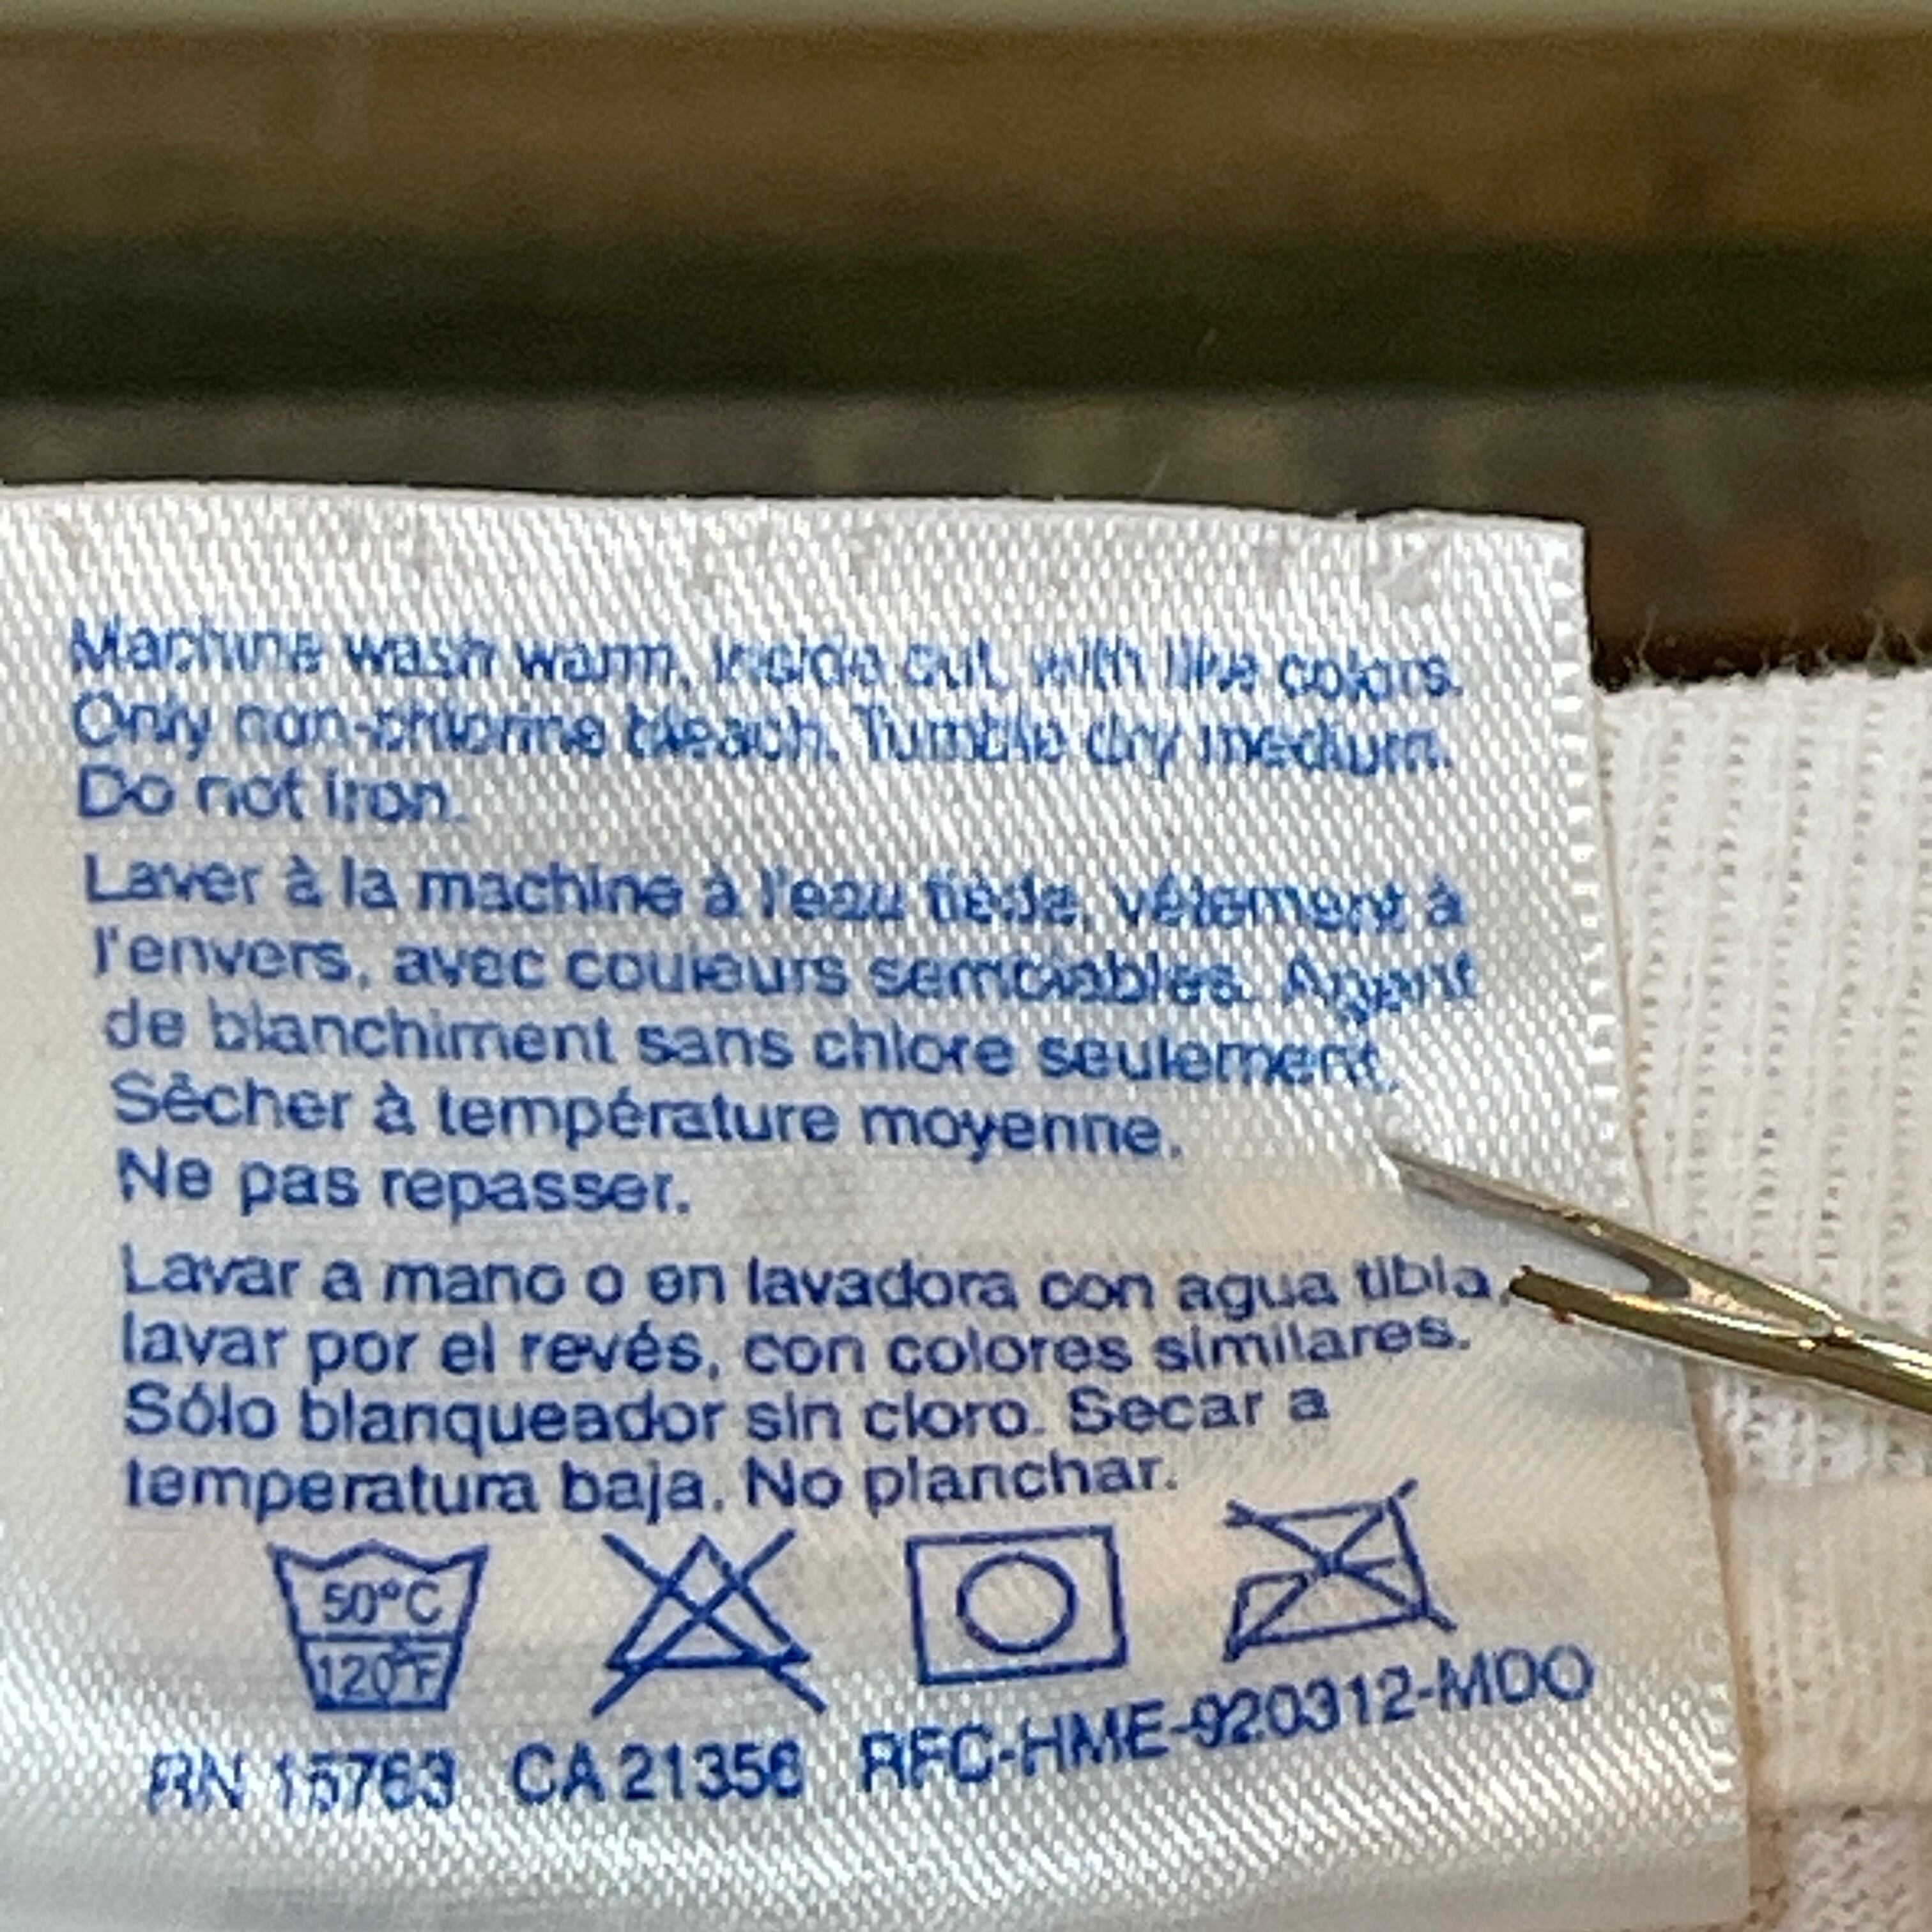 Machine wash warm, inside out, with like colors.
Only non-chlorine bleach. Tumble dry medium.
Do not iron.
Laver à la machine à l'eau tiède, vêtement à
l'envers, avec couleurs semblables. Agent
de blanchiment sans chlore seulement.
Sécher à température moyenne.
Ne pas repasser.
Lavar a mano o en lavadora con agua tibia,
lavar por el revés, con colores similares.
Sólo blanqueador sin cloro. Secar a
temperatura baja. No planchar.
50°C
120°F
RN 15763 CA 21356 RFC-HME-920312-MDO